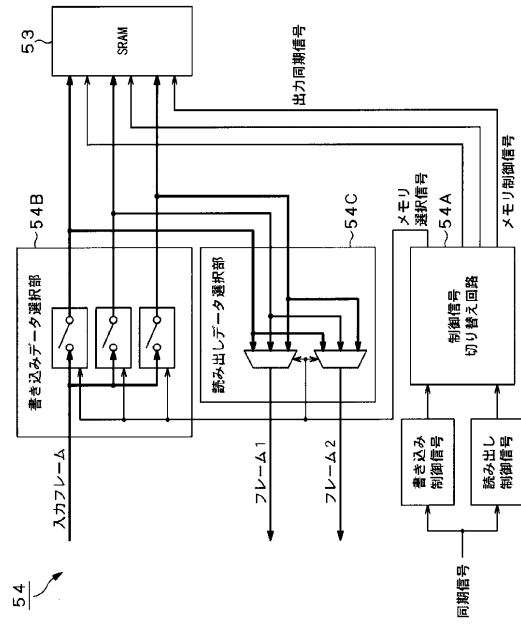 54
入力フレーム
書き込みデータ選択部
54B
SRAM
53
フレーム1
フレーム2
読み出しデータ選択部
54C
同期信号
書き込み
制御信号
読み出し
制御信号
制御信号
切り替え回路
メモリ
選択信号
54A
メモリ制御信号
出力同期信号